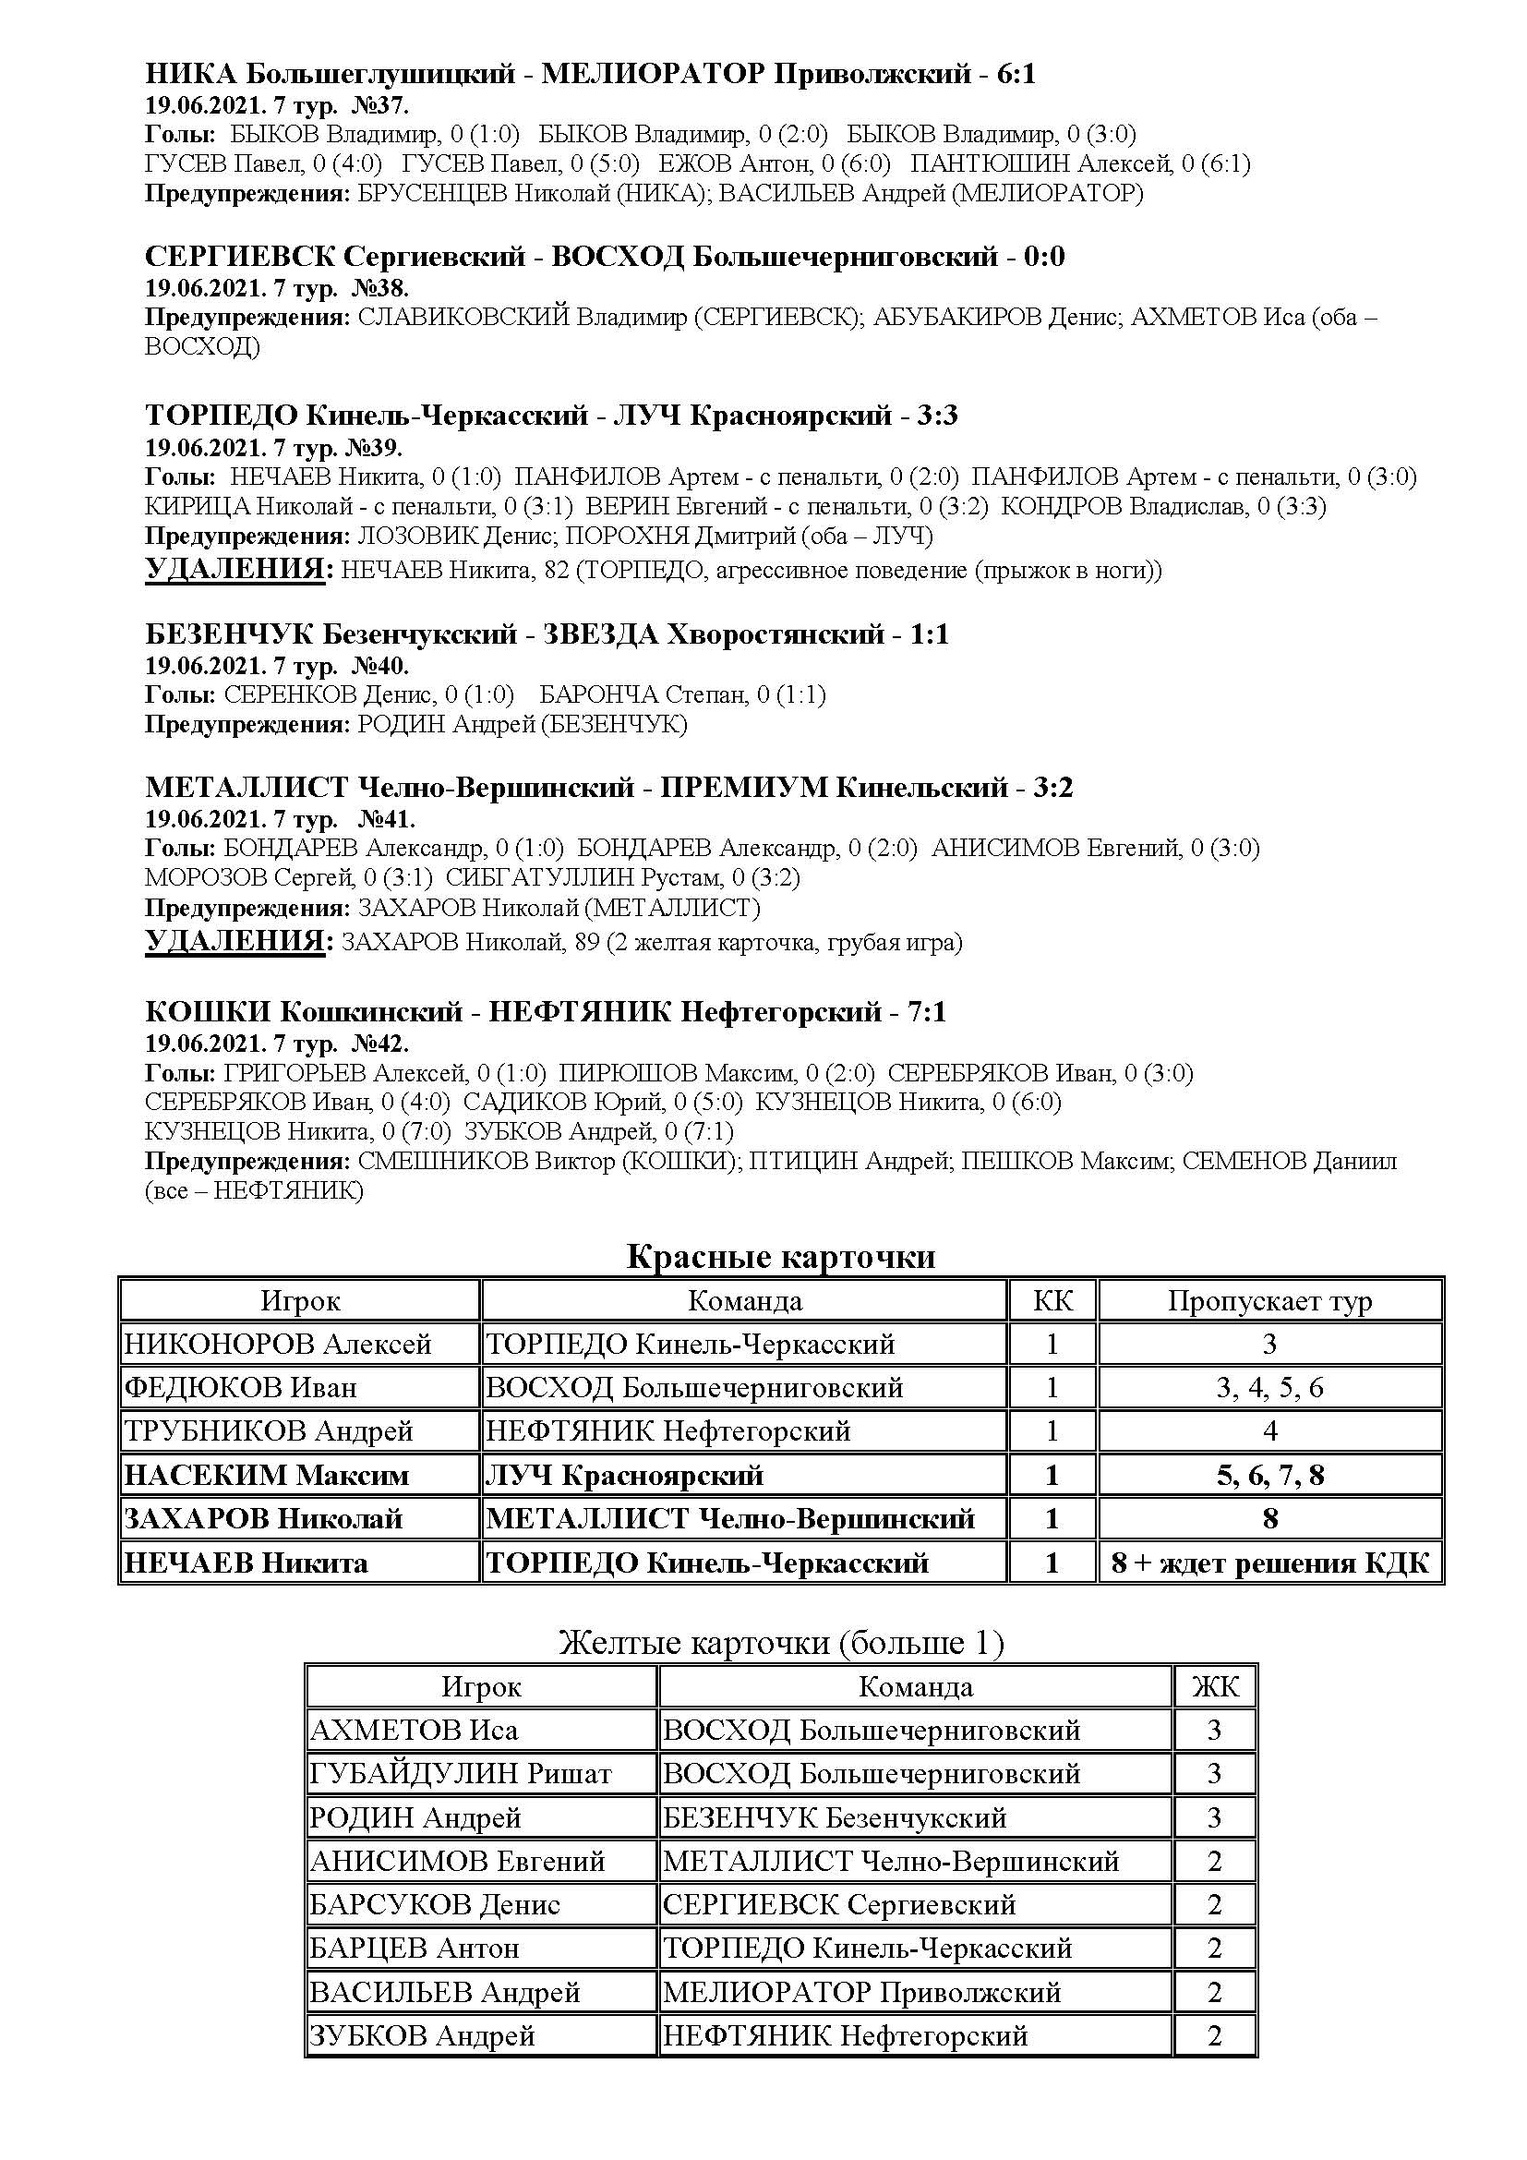 НИКА Большеглушицкий - МЕЛИОРАТОР Приволжский - 6:1
19.06.2021. 7 тур. №37.
Голы: БЫКОВ Владимир, 0 (1:0) БЫКОВ Владимир, 0 (2:0) БЫКОВ Владимир, 0 (3:0)
ГУСЕВ Павел, 0 (4:0) ГУСЕВ Павел, 0 (5:0) ЕЖОВ Антон, 0 (6:0) ПАНТЮШИН Алексей, 0 (6:1)
Предупреждения: БРУСЕНЦЕВ Николай (НИКА); ВАСИЛЬЕВ Андрей (МЕЛИОРАТОР)
СЕРГИЕВСК Сергиевский - ВОСХОД Большечерниговский - 0:0
19.06.2021. 7 тур. №38.
Предупреждения: СЛАВИКОВСКИЙ Владимир (СЕРГИЕВСК); АБУБАКИРОВ Денис; АХМЕТОВ Иса (оба –
ВОСХОД)
ТОРПЕДО Кинель-Черкасский - ЛУЧ Красноярский - 3:3
19.06.2021. 7 тур. №39.
Голы: НЕЧАЕВ Никита, 0 (1:0) ПАНФИЛОВ Артем - с пенальти, 0 (2:0) ПАНФИЛОВ Артем - с пенальти, 0 (3:0)
КИРИЦА Николай - с пенальти, 0 (3:1) ВЕРИН Евгений - с пенальти, 0 (3:2) КОНДРОВ Владислав, 0 (3:3)
Предупреждения: ЛОЗОВИК Денис; ПОРОХНЯ Дмитрий (оба – ЛУЧ)
УДАЛЕНИЯ: НЕЧАЕВ Никита, 82 (ТОРПЕДО, агрессивное поведение (прыжок в ноги))
БЕЗЕНЧУК Безенчукский - ЗВЕЗДА Хворостянский - 1:1
19.06.2021. 7 тур. №40.
Голы: СЕРЕНКОВ Денис, 0 (1:0) БАРОНЧА Степан, 0 (1:1)
Предупреждения: РОДИН Андрей (БЕЗЕНЧУК)
МЕТАЛЛИСТ Челно-Вершинский - ПРЕМИУМ Кинельский - 3:2
19.06.2021. 7 тур. №41.
Голы: БОНДАРЕВ Александр, 0 (1:0) БОНДАРЕВ Александр, 0 (2:0) АНИСИМОВ Евгений, 0 (3:0)
МОРОЗОВ Сергей, 0 (3:1) СИБГАТУЛЛИН Рустам, 0 (3:2)
Предупреждения: ЗАХАРОВ Николай (МЕТАЛЛИСТ)
УДАЛЕНИЯ: ЗАХАРОВ Николай, 89 (2 желтая карточка, грубая игра)
КОШКИ Кошкинский - НЕФТЯНИК Нефтегорский - 7:1
19.06.2021. 7 тур. №42.
Голы: ГРИГОРЬЕВ Алексей, 0 (1:0) ПИРЮШОВ Максим, 0 (2:0) СЕРЕБРЯКОВ Иван, 0 (3:0)
СЕРЕБРЯКОВ Иван, 0 (4:0) САДИКОВ Юрий, 0 (5:0) КУЗНЕЦОВ Никита, 0 (6:0)
КУЗНЕЦОВ Никита, 0 (7:0) ЗУБКОВ Андрей, 0 (7:1)
Предупреждения: СМЕШНИКОВ Виктор (КОШКИ); ПТИЦИН Андрей; ПЕШКОВ Максим; СЕМЕНОВ Даниил
(все – НЕФТЯНИК)
Красные карточки
Игрок Команда КК Пропускает тур
НИКОНОРОВ Алексей ТОРПЕДО Кинель-Черкасский 1 3
ФЕДЮКОВ Иван ВОСХОД Большечерниговский 1 3, 4, 5, 6
ТРУБНИКОВ Андрей НЕФТЯНИК Нефтегорский 1 4
НАСЕКИМ Максим ЛУЧ Красноярский 1 5, 6, 7, 8
ЗАХАРОВ Николай МЕТАЛЛИСТ Челно-Вершинский 1 8
НЕЧАЕВ Никита ТОРПЕДО Кинель-Черкасский 1 8 + ждет решения КДК
Желтые карточки (больше 1)
Игрок Команда ЖК
АХМЕТОВ Иса ВОСХОД Большечерниговский 3
ГУБАЙДУЛИН Ришат ВОСХОД Большечерниговский 3
РОДИН Андрей БЕЗЕНЧУК Безенчукский 3
АНИСИМОВ Евгений МЕТАЛЛИСТ Челно-Вершинский 2
БАРСУКОВ Денис СЕРГИЕВСК Сергиевский 2
БАРЦЕВ Антон ТОРПЕДО Кинель-Черкасский 2
ВАСИЛЬЕВ Андрей МЕЛИОРАТОР Приволжский 2
ЗУБКОВ Андрей НЕФТЯНИК Нефтегорский 2